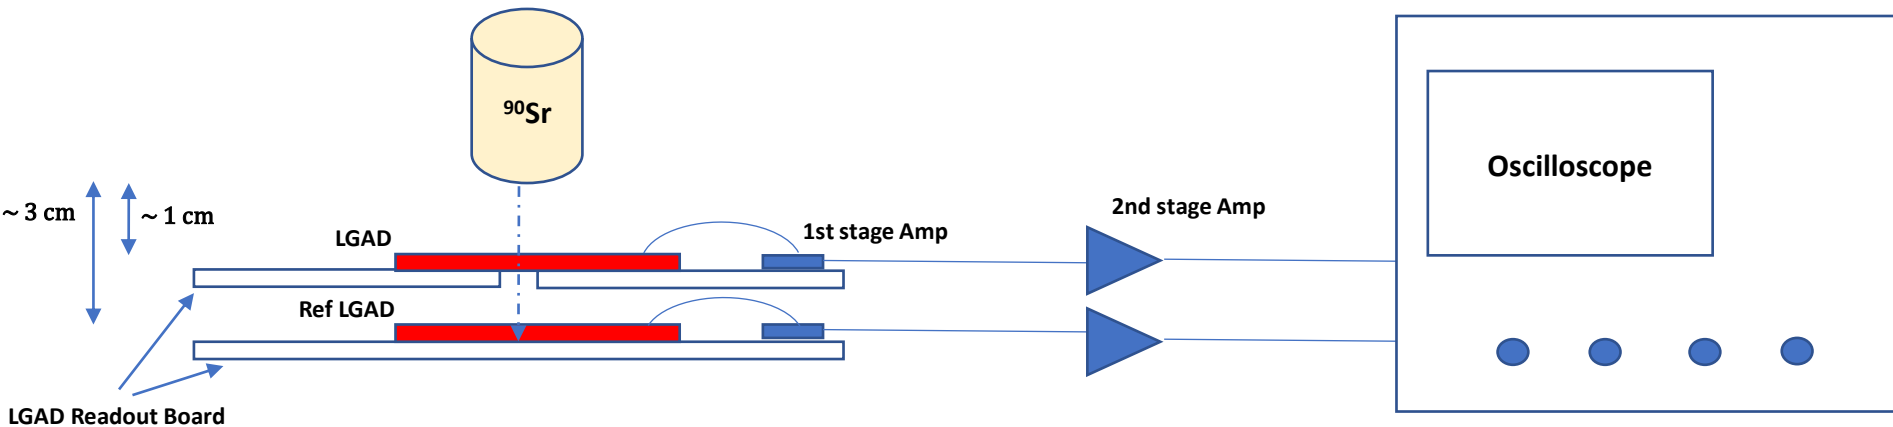 ⁹⁰Sr
Oscilloscope
~ 3 cm
~ 1 cm
2nd stage Amp
LGAD
1st stage Amp
Ref LGAD
LGAD Readout Board